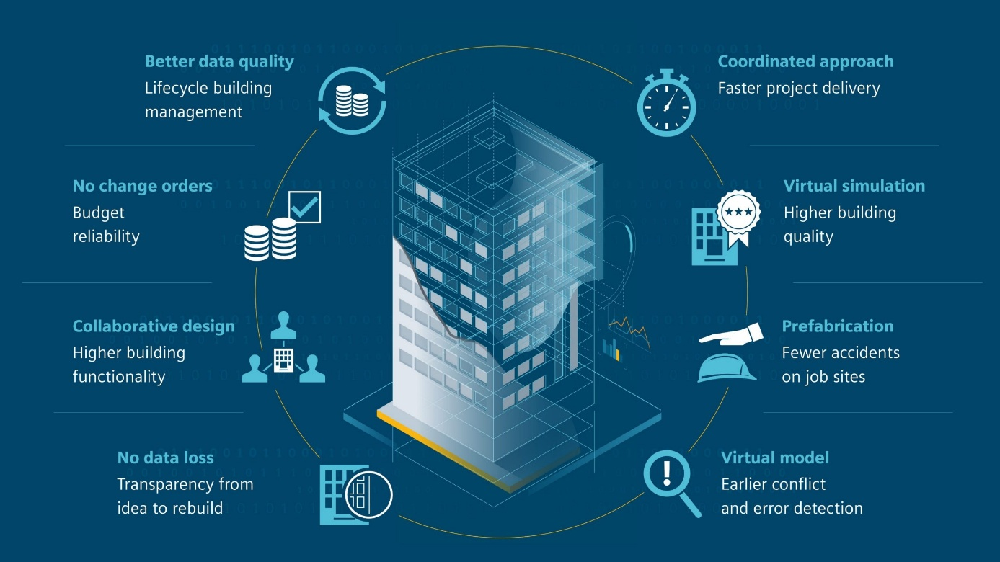 Better data quality
Lifecycle building
management
No change orders
Budget
reliability
Collaborative design
Higher building
functionality
No data loss
Transparency from
idea to rebuild
Coordinated approach
Faster project delivery
Virtual simulation
Higher building
quality
Prefabrication
Fewer accidents
on job sites
Virtual model
Earlier conflict
and error detection